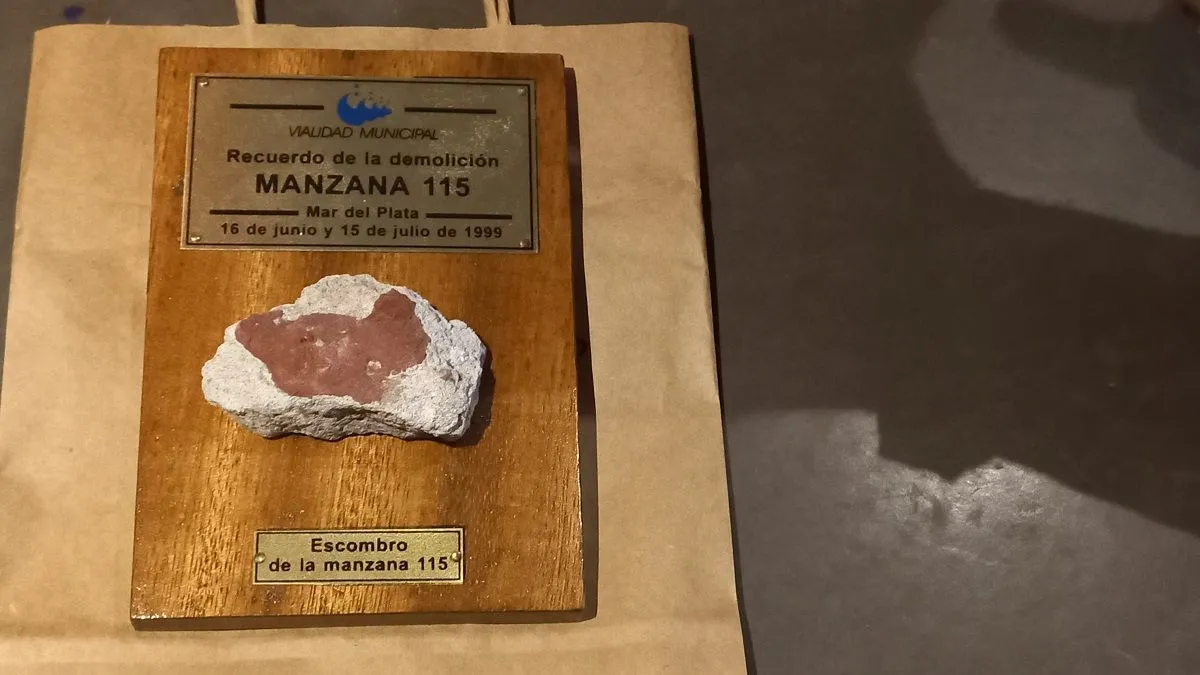 VIALIDAD MUNICIPAL
Recuerdo de la demolición
MANZANA 115
Mar del Plata
16 de junio y 15 de julio de 1999
Escombro
de la manzana 115